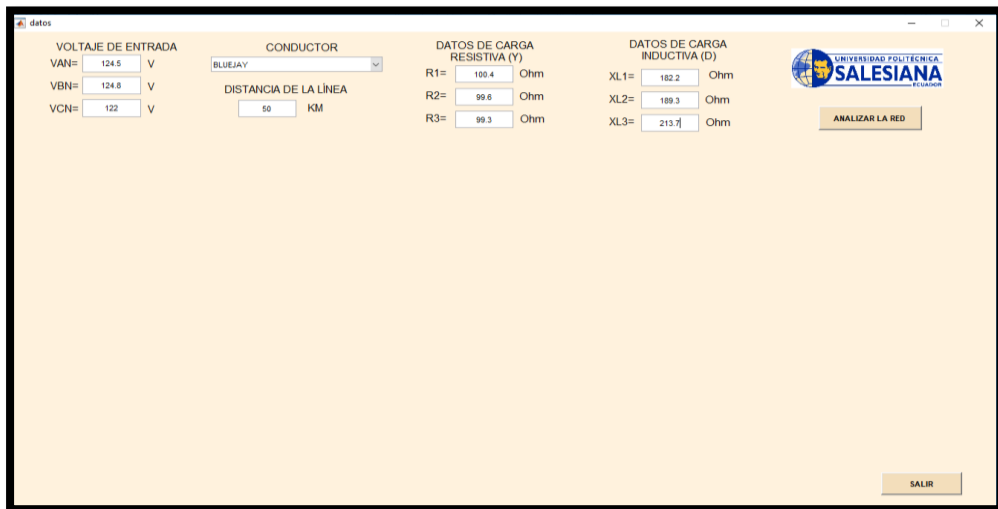 datos
VOLTAJE DE ENTRADA
VAN= 124.5 V
VBN= 124.8 V
VCN= 122 V
CONDUCTOR
BLUEJAY
DISTANCIA DE LA LÍNEA
50 KM
DATOS DE CARGA
RESISTIVA (Y)
R1= 100.4 Ohm
R2= 99.6 Ohm
R3= 99.3 Ohm
DATOS DE CARGA
INDUCTIVA (D)
XL1= 182.2 Ohm
XL2= 189.3 Ohm
XL3= 213.7 Ohm
UNIVERSIDAD POLITÉCNICA
SALESIANA
ECUADOR
ANALIZAR LA RED
SALIR